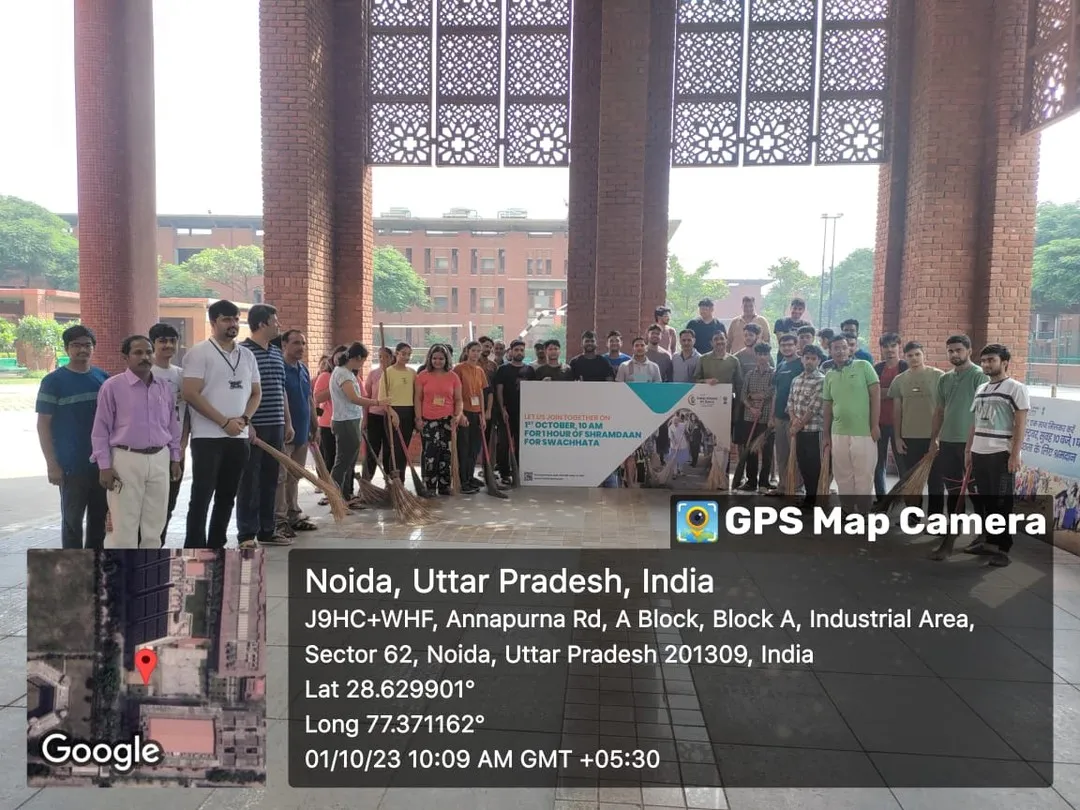 LET US JOIN TOGETHER ON
1ST OCTOBER, 10 AM
FOR 1 HOUR OF SHRAMDAAN
FOR SWACHHATA
के लिए श्रमदान
GPS Map Camera
Noida, Uttar Pradesh, India
J9HC+WHF, Annapurna Rd, A Block, Block A, Industrial Area,
Sector 62, Noida, Uttar Pradesh 201309, India
Lat 28.629901°
Long 77.371162°
01/10/23 10:09 AM GMT +05:30
Google